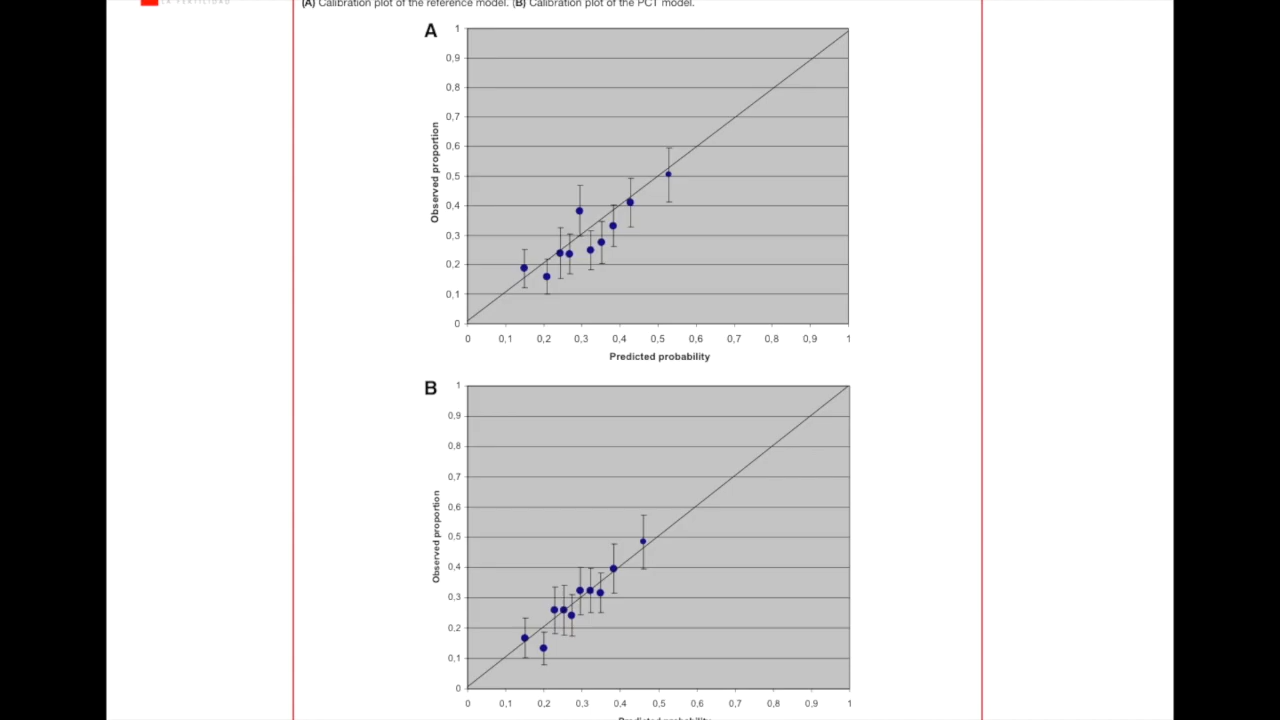 LA FERTILIDAD
(A) Calibration plot of the reference model. (B) Calibration plot of the PCT model.
A
1
0,9
0,8
0,7
0,6
0,5
0,4
0,3
0,2
0,1
0
Observed proportion
0 0,1 0,2 0,3 0,4 0,5 0,6 0,7 0,8 0,9 1
Predicted probability
B
1
0,9
0,8
0,7
0,6
0,5
0,4
0,3
0,2
0,1
0
Observed proportion
0 0,1 0,2 0,3 0,4 0,5 0,6 0,7 0,8 0,9 1
Predicted probability